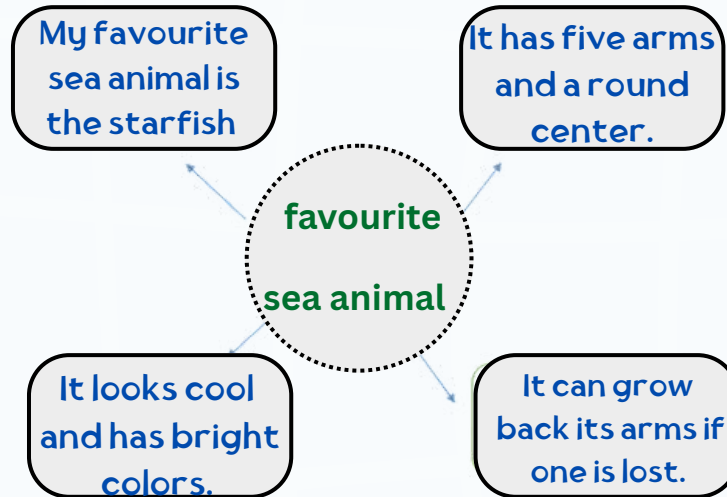 My favourite
sea animal is
the starfish
It has five arms
and a round
center.
favourite
sea animal
It looks cool
and has bright
colors.
It can grow
back its arms if
one is lost.